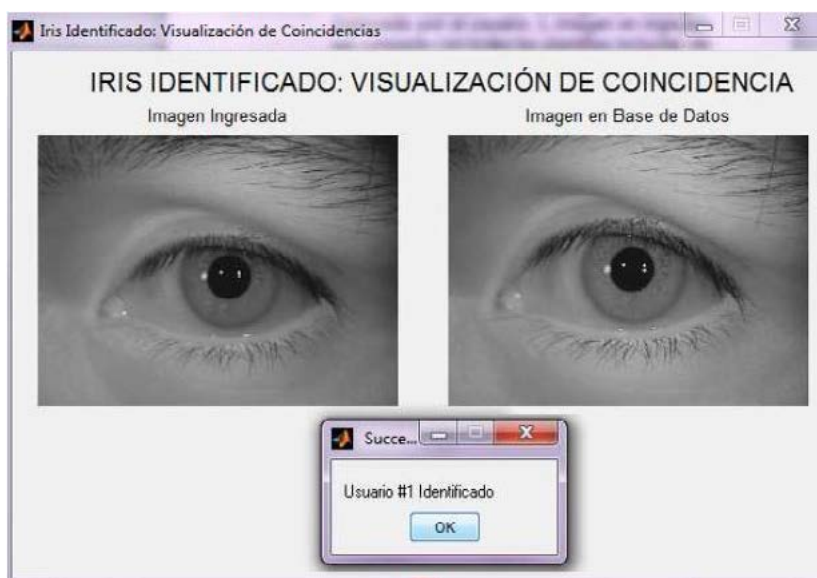 Iris Identificado: Visualización de Coincidencias
IRIS IDENTIFICADO: VISUALIZACIÓN DE COINCIDENCIA
Imagen Ingresada
Imagen en Base de Datos
Succe...
Usuario #1 Identificado
OK